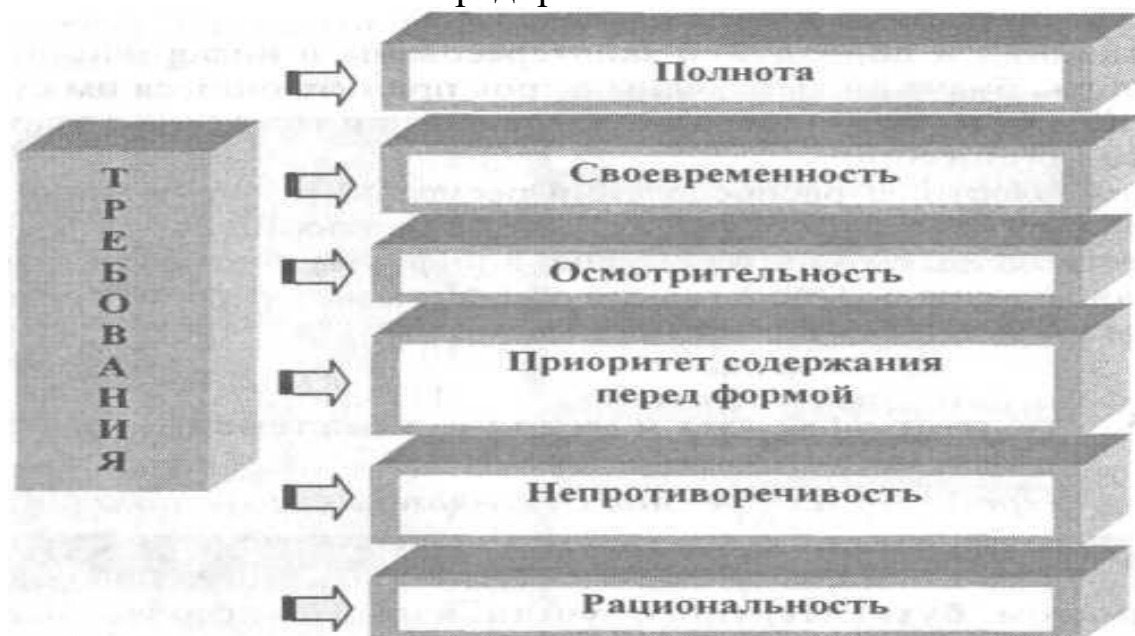 ТРЕБОВАНИЯ
Полнота
Своевременность
Осмотрительность
Приоритет содержания
перед формой
Непротиворечивость
Рациональность